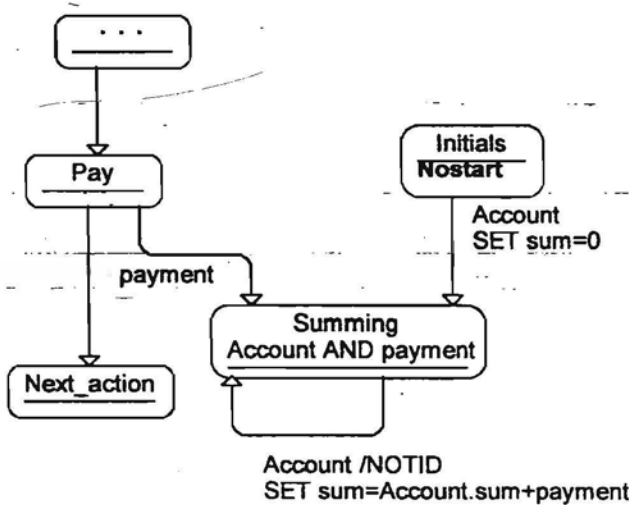 . . .
Pay
Initials
Nostart
Account
SET sum=0
payment
Summing
Account AND payment
Next_action
Account /NOTID
SET sum=Account.sum+payment